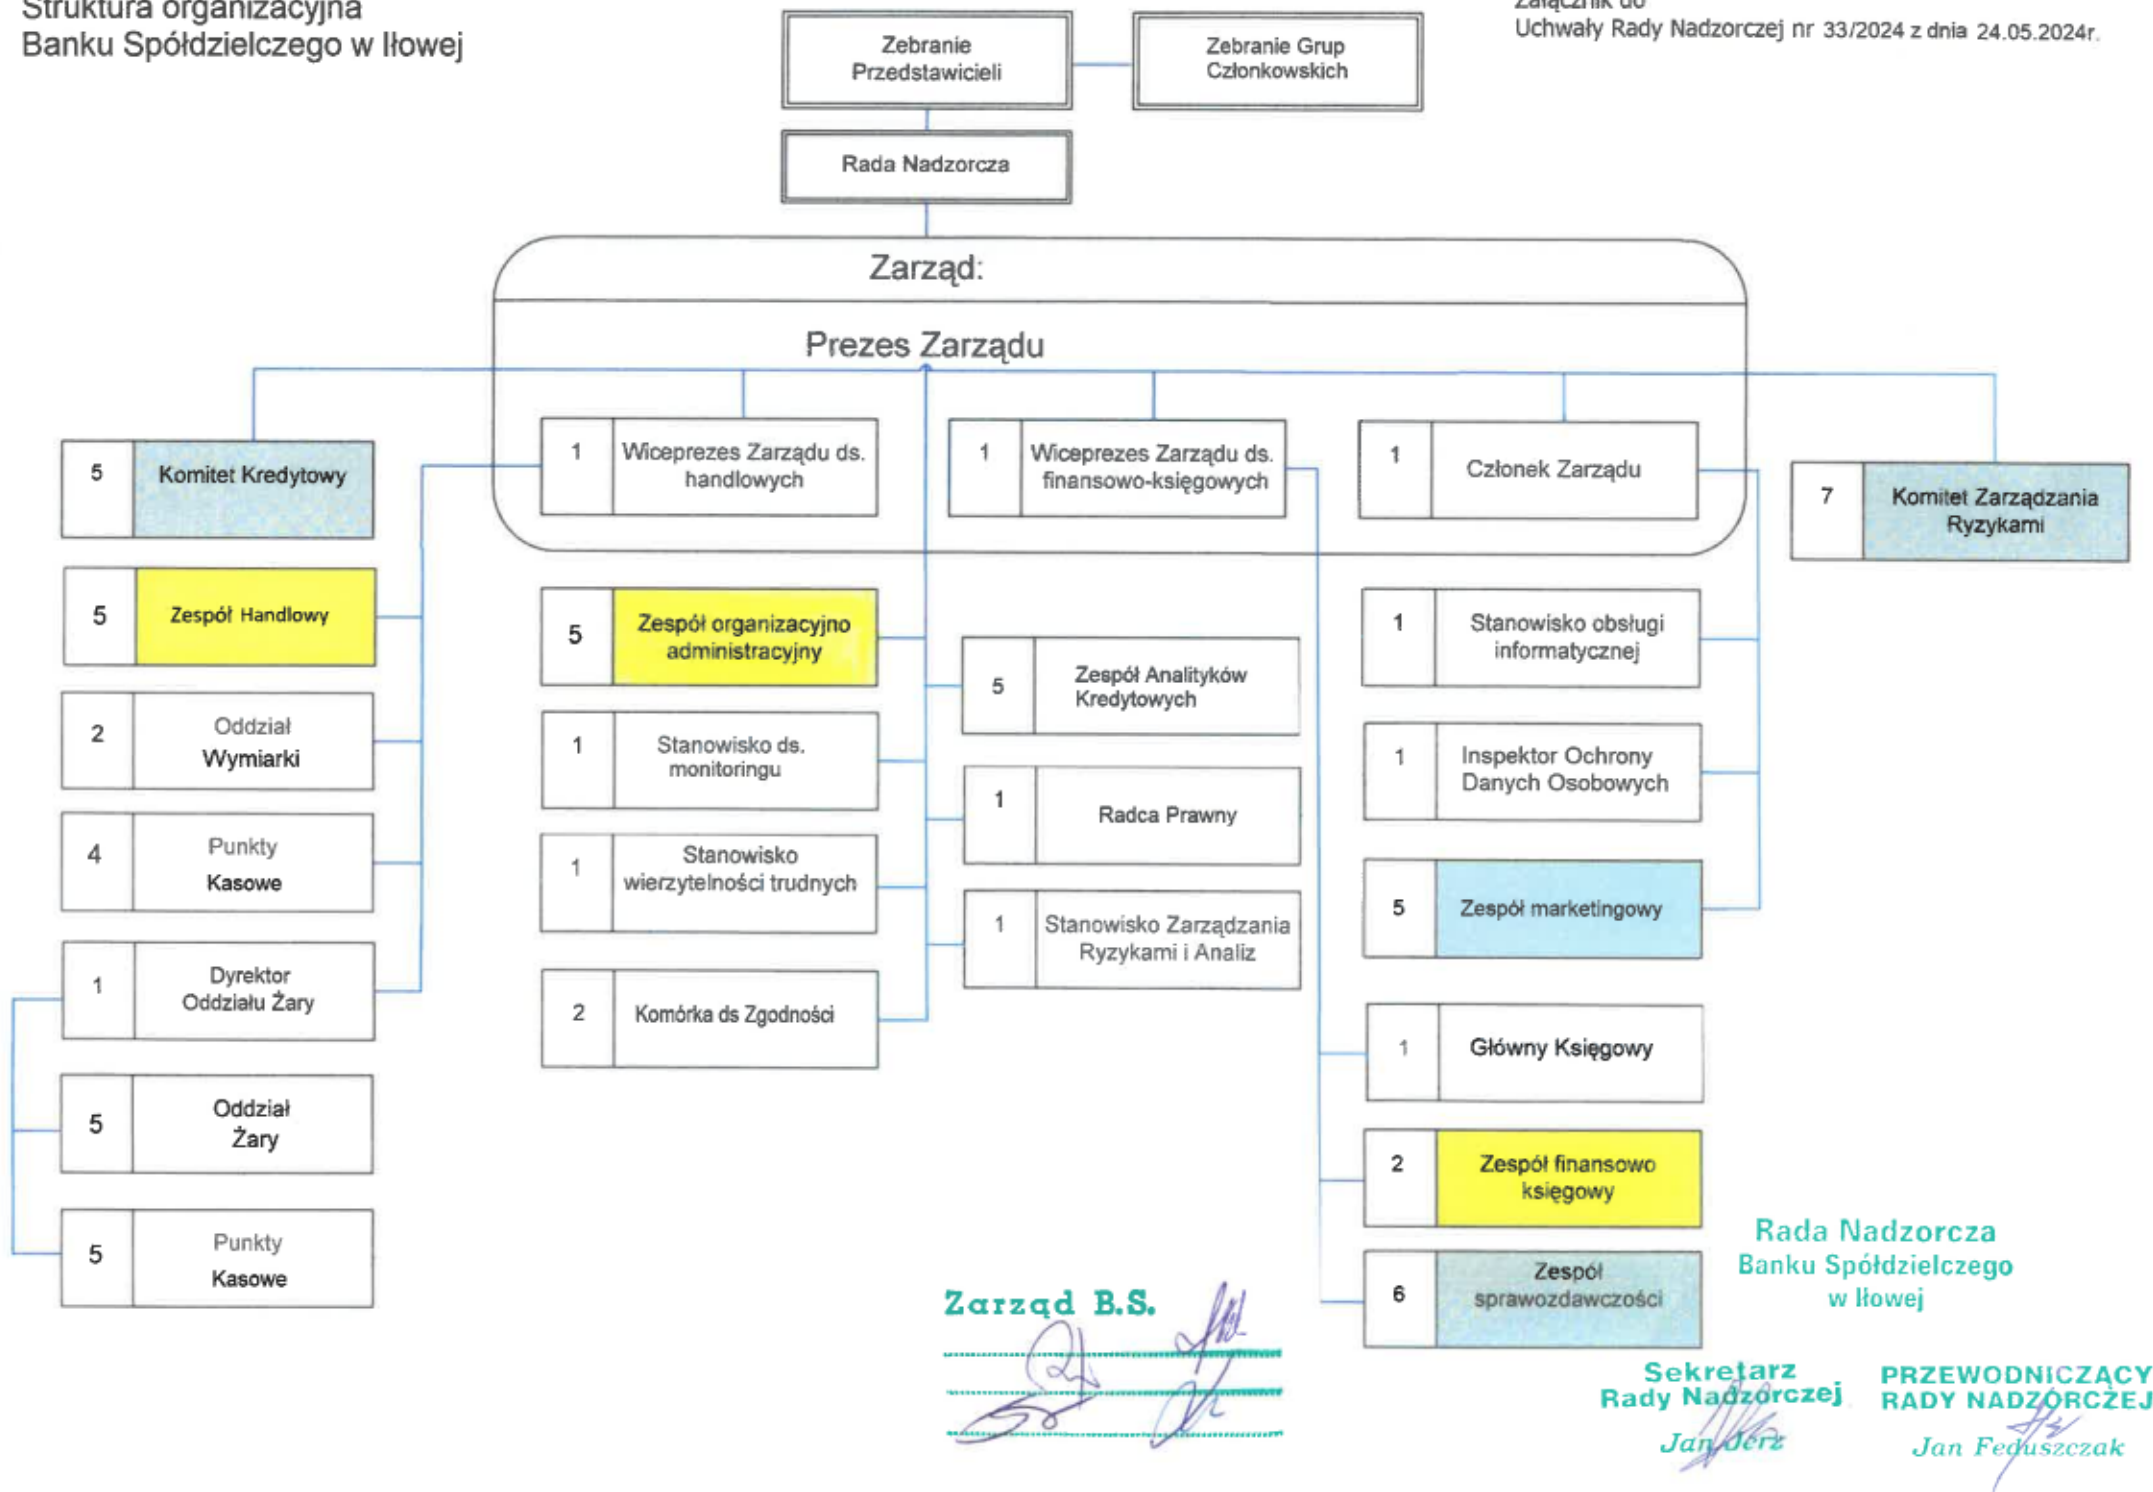 Struktura organizacyjna
Banku Spółdzielczego w Iłowej
Załącznik do
Uchwały Rady Nadzorczej nr 33/2024 z dnia 24.05.2024r.
Zebranie
Przedstawicieli
Zebranie Grup
Członkowskich
Rada Nadzorcza
Zarząd:
Prezes Zarządu
5
Komitet Kredytowy
1
Wiceprezes Zarządu ds.
handlowych
1
Wiceprezes Zarządu ds.
finansowo-księgowych
1
Członek Zarządu
7
Komitet Zarządzania
Ryzykami
5
Zespół Handlowy
2
Oddział
Wymiarki
4
Punkty
Kasowe
1
Dyrektor
Oddziału Żary
5
Oddział
Żary
5
Punkty
Kasowe
5
Zespół organizacyjno
administracyjny
1
Stanowisko ds.
monitoringu
1
Stanowisko
wierzytelności trudnych
2
Komórka ds Zgodności
5
Zespół Analityków
Kredytowych
1
Radca Prawny
1
Stanowisko Zarządzania
Ryzykami i Analiz
1
Stanowisko obsługi
informatycznej
1
Inspektor Ochrony
Danych Osobowych
5
Zespół marketingowy
1
Główny Księgowy
2
Zespół finansowo
księgowy
6
Zespół
sprawozdawczości
Zarząd B.S.
Rada Nadzorcza
Banku Spółdzielczego
w Iłowej
Sekretarz
Rady Nadzorczej
Jan Jerz
PRZEWODNICZĄCY
RADY NADZORCZEJ
Jan Feduszczak